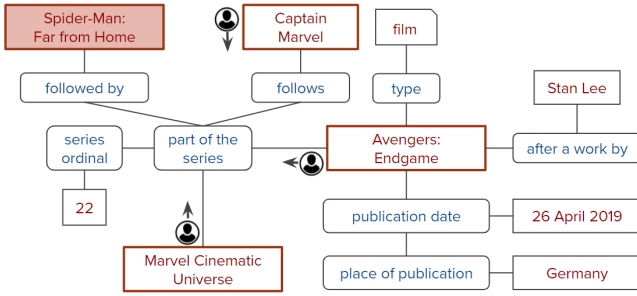 Spider-Man:
Far from Home
Captain
Marvel
film
followed by
follows
type
Stan Lee
series
ordinal
part of the
series
Avengers:
Endgame
after a work by
22
publication date
26 April 2019
Marvel Cinematic
Universe
place of publication
Germany